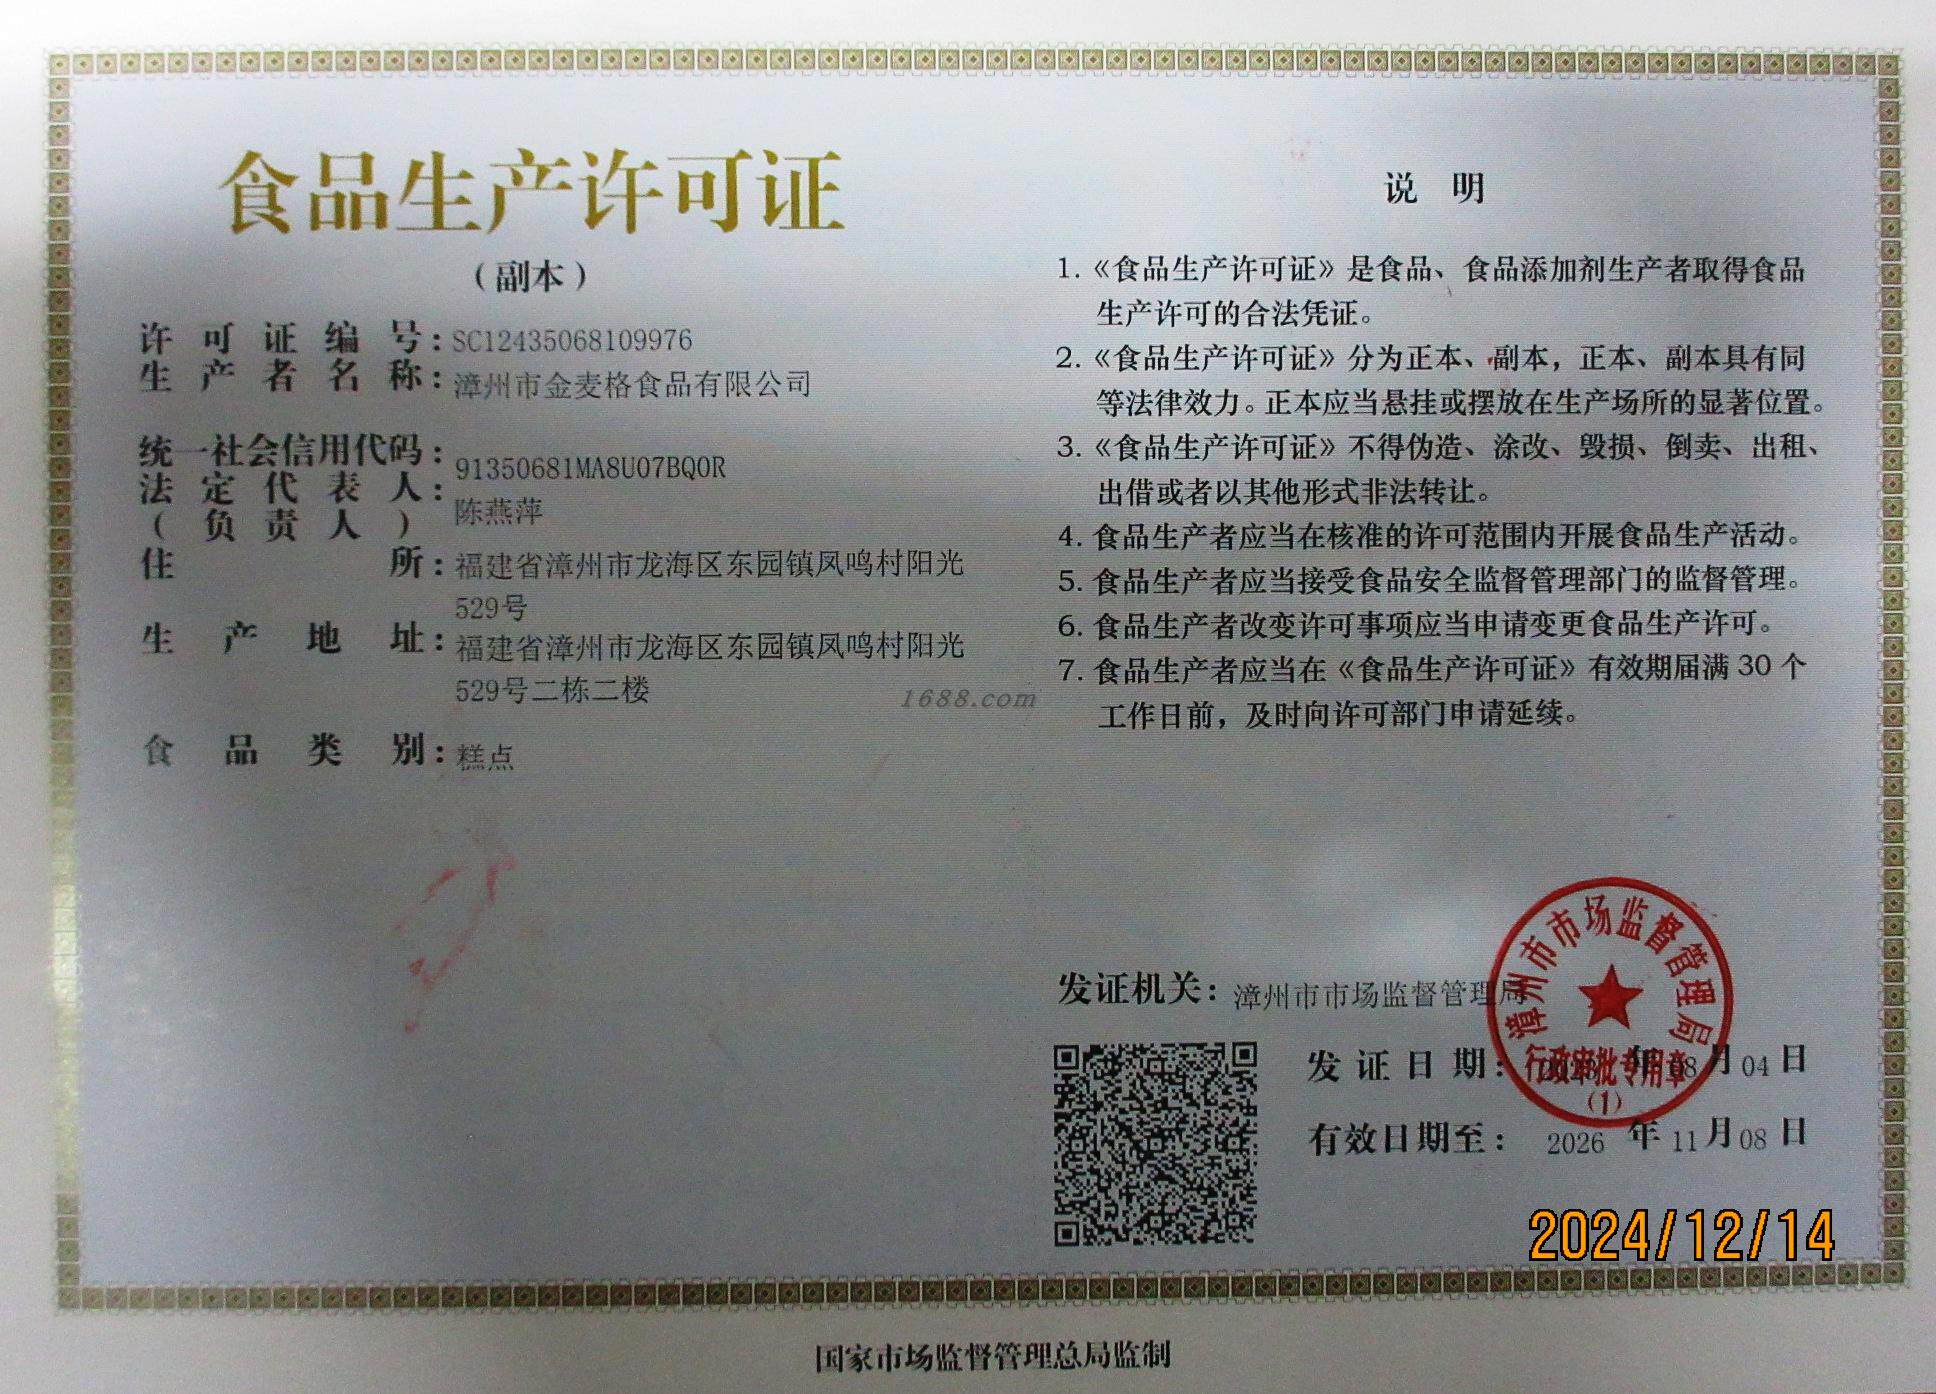 食品生产许可证
（副本）
许可证编号：SC12435068109976
生产者名称：漳州市金麦格食品有限公司
统一社会信用代码：91350681MA8U07BQ0R
法定代表人：陈燕萍
（负责人）
住所：福建省漳州市龙海区东园镇凤鸣村阳光
529号
生产地址：福建省漳州市龙海区东园镇凤鸣村阳光
529号二栋二楼
食品类别：糕点
1688.com
说 明
1.《食品生产许可证》是食品、食品添加剂生产者取得食品
生产许可的合法凭证。
2.《食品生产许可证》分为正本、副本，正本、副本具有同
等法律效力。正本应当悬挂或摆放在生产场所的显著位置。
3.《食品生产许可证》不得伪造、涂改、毁损、倒卖、出租、
出借或者以其他形式非法转让。
4. 食品生产者应当在核准的许可范围内开展食品生产活动。
5. 食品生产者应当接受食品安全监督管理部门的监督管理。
6. 食品生产者改变许可事项应当申请变更食品生产许可。
7. 食品生产者应当在《食品生产许可证》有效期届满 30 个
工作日前，及时向许可部门申请延续。
发证机关：漳州市市场监督管理局
漳州市市场监督管理局
行政审批专用章
(1)
发证日期： 年 08 月 04 日
有效日期至：2026 年 11 月 08 日
2024/12/14
国家市场监督管理总局监制